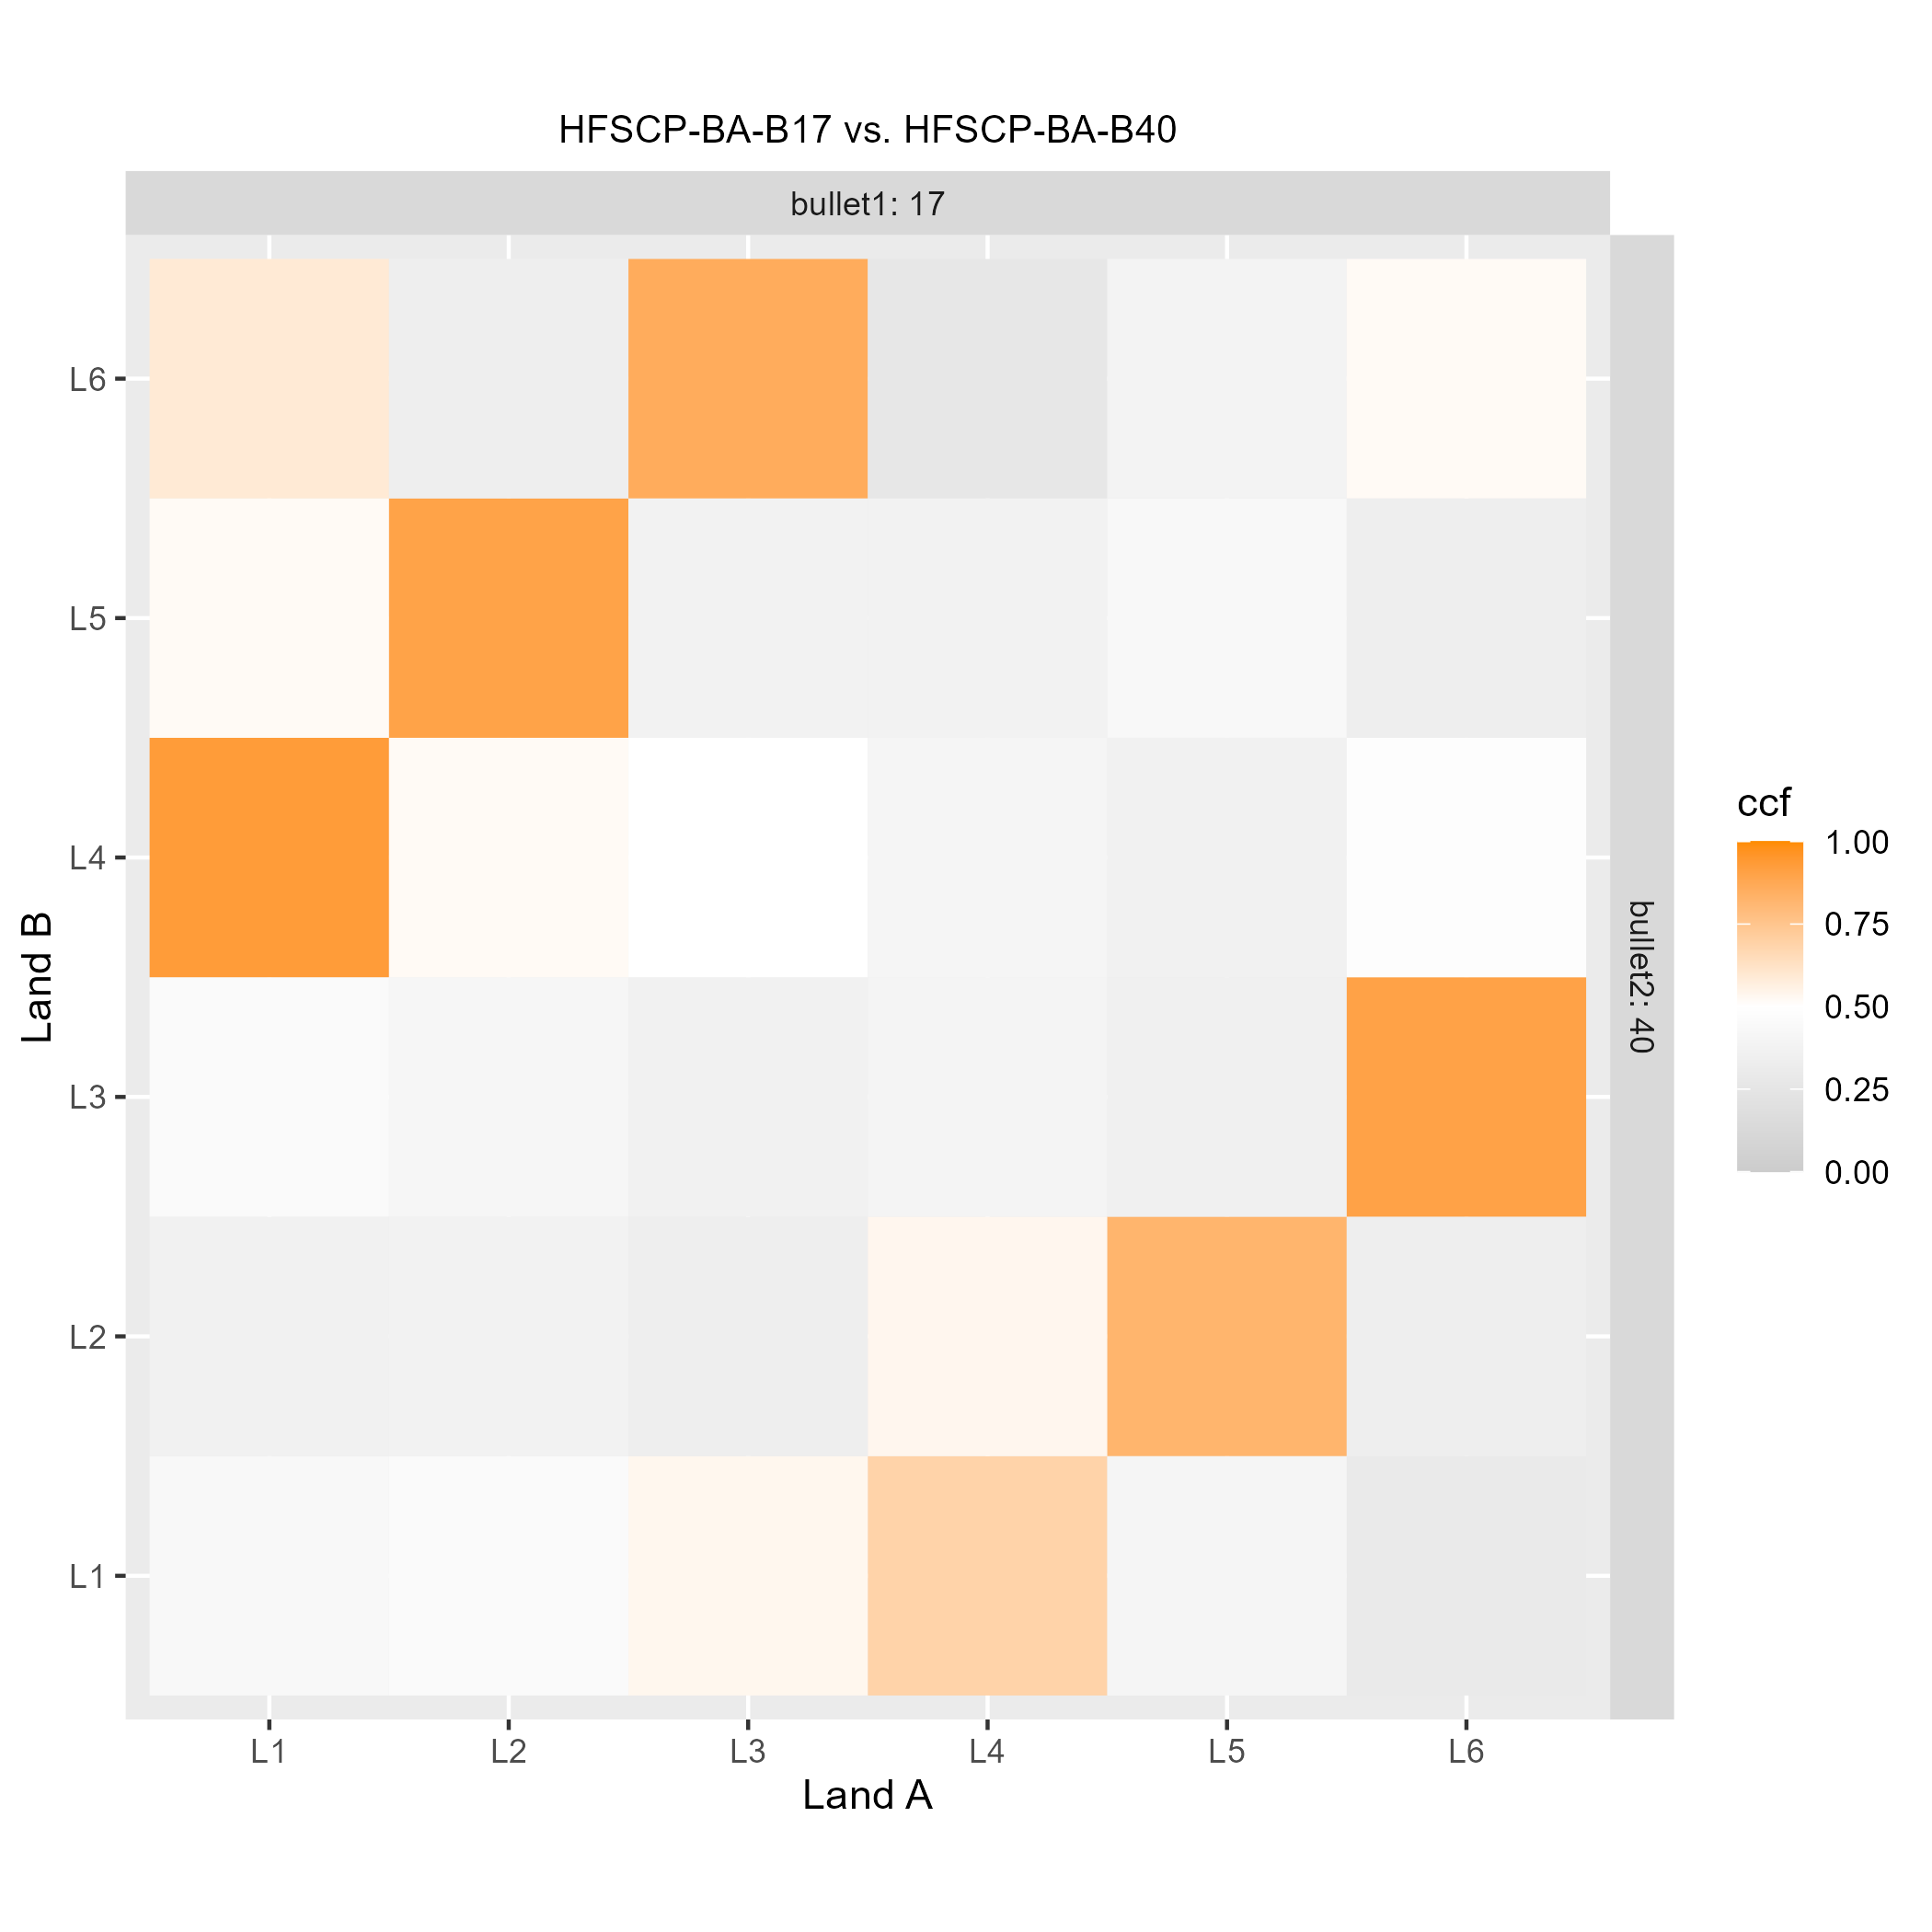 HFSCP-BA-B17 vs. HFSCP-BA-B40
bullet1: 17
L6
L5
L4
L3
L2
L1
Land B
L1
L2
L3
L4
L5
L6
Land A
bullet2: 40
ccf
1.00
0.75
0.50
0.25
0.00